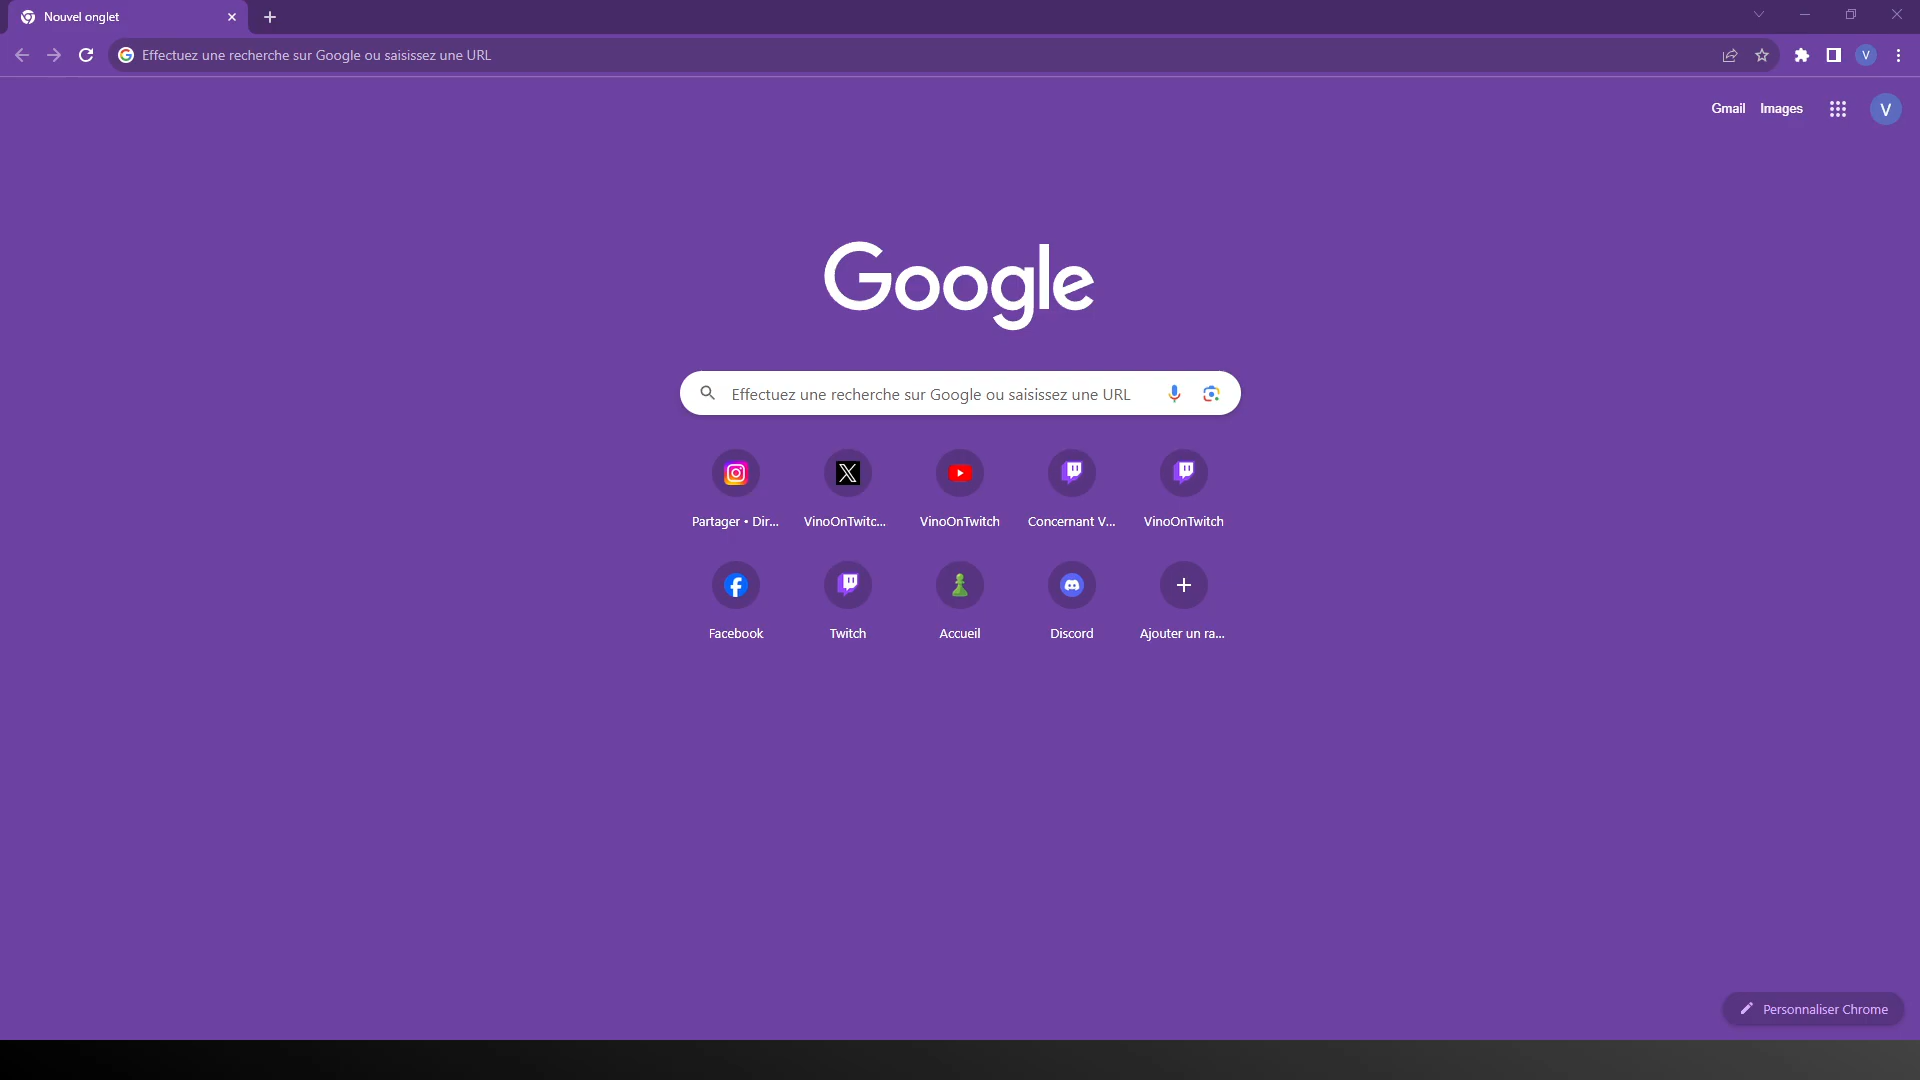 Nouvel onglet
Effectuez une recherche sur Google ou saisissez une URL
V
Gmail Images
V
Google
Effectuez une recherche sur Google ou saisissez une URL
Partager • Dir... VinoOnTwitc... VinoOnTwitch Concernant V... VinoOnTwitch
Facebook Twitch Accueil Discord Ajouter un ra...
Personnaliser Chrome